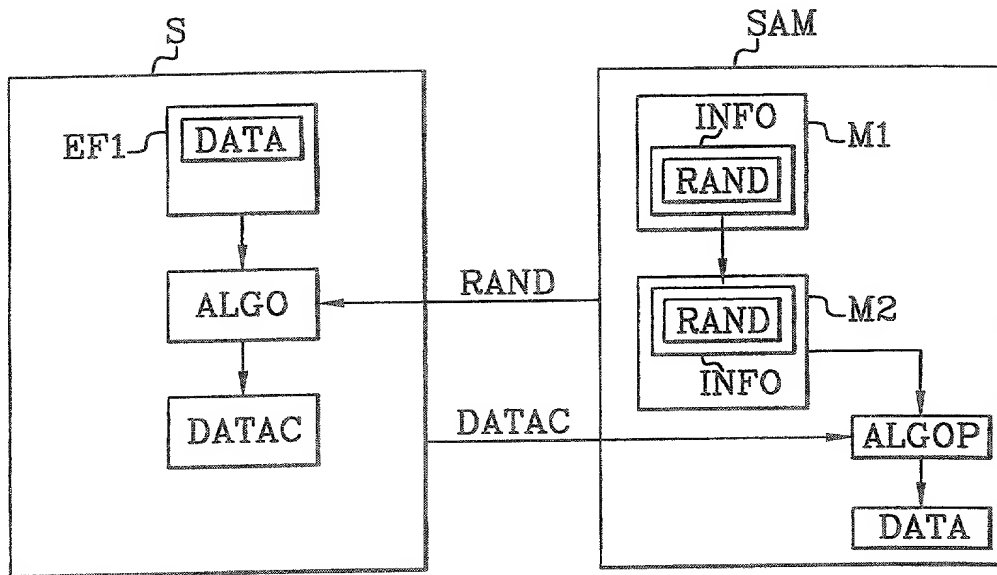 S
SAM
EF1
DATA
INFO
M1
RAND
ALGO
RAND
RAND
M2
INFO
DATAC
DATAC
ALGOP
DATA